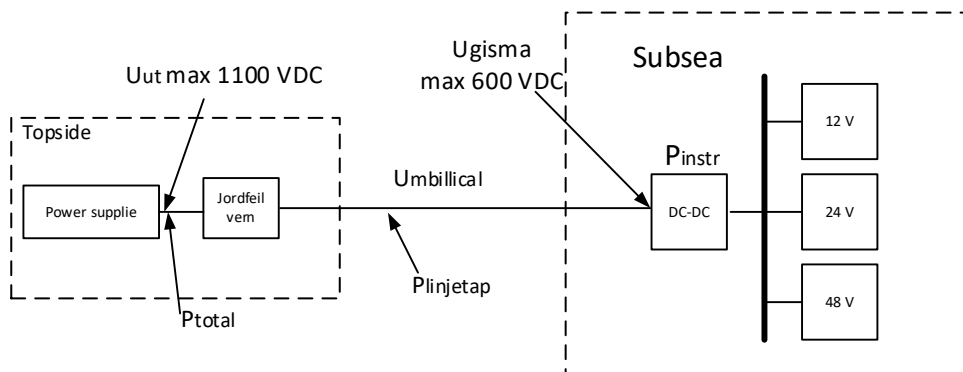 Ugisma
max 600 VDC
Subsea
Uut max 1100 VDC
Topside
Power supplie
Jordfeil
vern
Umbillical
Pinstr
DC-DC
12 V
24 V
48 V
Plinjetap
Ptotal